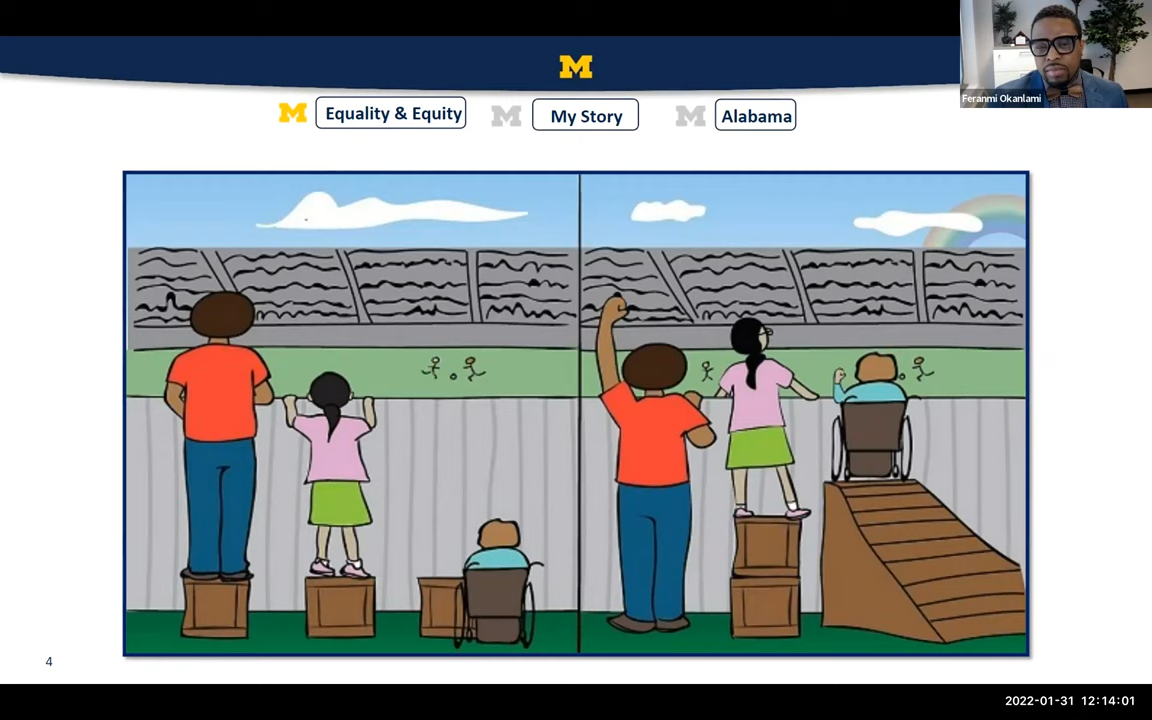 M
Feranmi Okanlami
M Equality & Equity M My Story M Alabama
4
2022-01-31 12:14:01